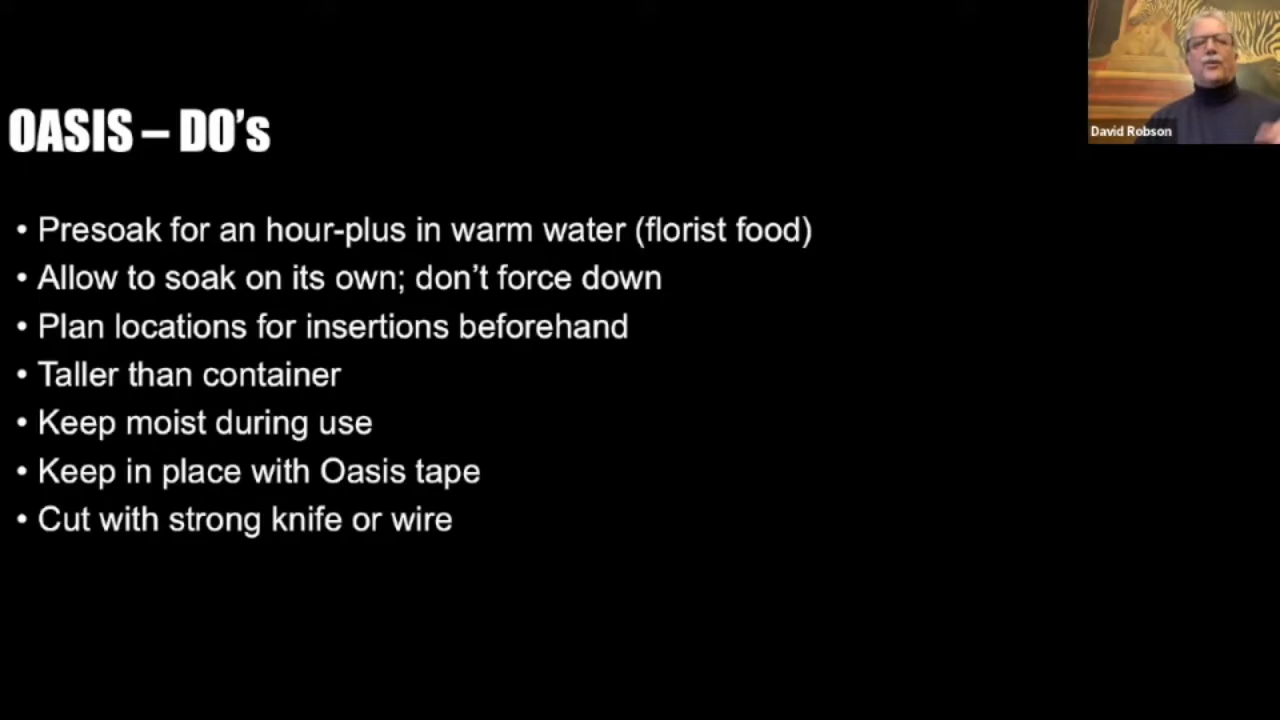 OASIS – DO's
• Presoak for an hour-plus in warm water (florist food)
• Allow to soak on its own; don't force down
• Plan locations for insertions beforehand
• Taller than container
• Keep moist during use
• Keep in place with Oasis tape
• Cut with strong knife or wire
David Robson